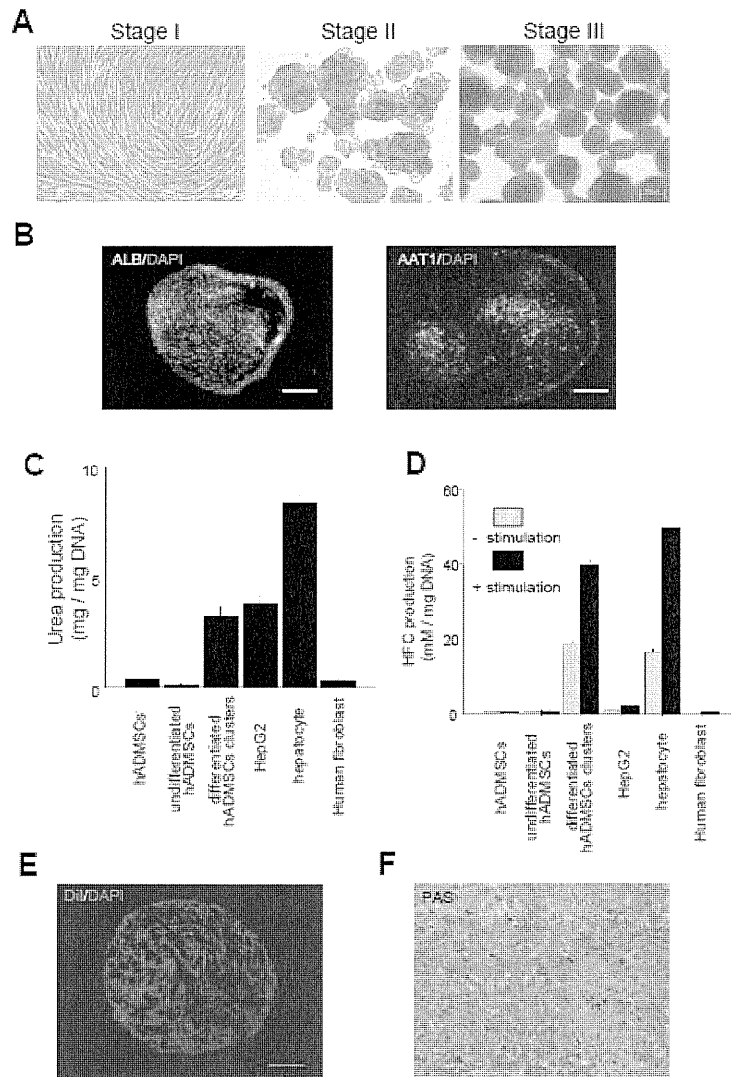 A
Stage I
Stage II
Stage III
B
ALB/DAPI
AAT1/DAPI
C
Urea production
(mg / mg DNA)
10
5
0
hADMSCs
undifferentiated
hADMSCs
differentiated
hADMSCs clusters
HepG2
hepatocyte
Human fibroblast
D
HFC production
(mM / mg DNA)
60
40
20
0
- stimulation
+ stimulation
hADMSCs
undifferentiated
hADMSCs
differentiated
hADMSCs clusters
HepG2
hepatocyte
Human fibroblast
E
DiI/DAPI
F
PAS